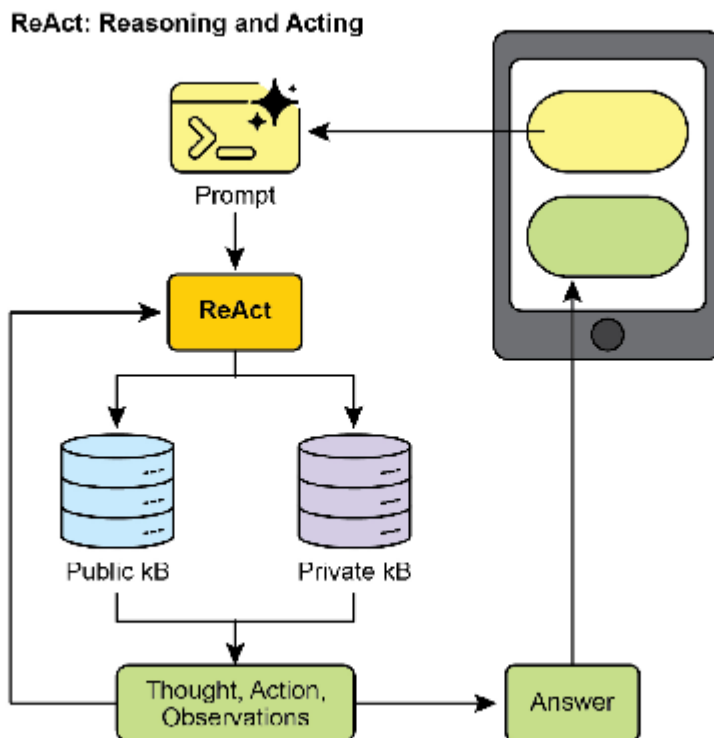 ReAct: Reasoning and Acting
Prompt
ReAct
Public kB
Private kB
Thought, Action,
Observations
Answer